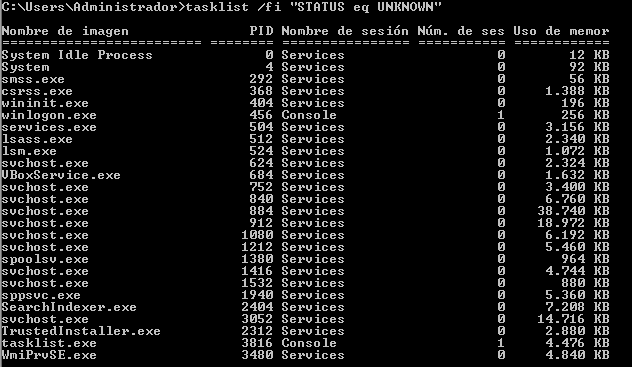 C:\Users\Administrador>tasklist /fi "STATUS eq UNKNOWN"
Nombre de imagen PID Nombre de sesión Núm. de ses Uso de memor
========================= ======== ================ =========== ============
System Idle Process 0 Services 0 12 KB
System 4 Services 0 92 KB
smss.exe 292 Services 0 56 KB
csrss.exe 368 Services 0 1.388 KB
wininit.exe 404 Services 0 196 KB
winlogon.exe 456 Console 1 256 KB
services.exe 504 Services 0 3.156 KB
lsass.exe 512 Services 0 2.340 KB
lsm.exe 524 Services 0 1.072 KB
svchost.exe 624 Services 0 2.324 KB
VBoxService.exe 684 Services 0 1.632 KB
svchost.exe 752 Services 0 3.400 KB
svchost.exe 840 Services 0 6.760 KB
svchost.exe 884 Services 0 38.740 KB
svchost.exe 912 Services 0 18.972 KB
svchost.exe 1080 Services 0 6.192 KB
svchost.exe 1212 Services 0 5.460 KB
spoolsv.exe 1380 Services 0 964 KB
svchost.exe 1416 Services 0 4.744 KB
svchost.exe 1532 Services 0 880 KB
sppsvc.exe 1940 Services 0 5.360 KB
SearchIndexer.exe 2404 Services 0 7.208 KB
svchost.exe 3052 Services 0 14.716 KB
TrustedInstaller.exe 2312 Services 0 2.880 KB
tasklist.exe 3816 Console 1 4.476 KB
WmiPrvSE.exe 3480 Services 0 4.840 KB